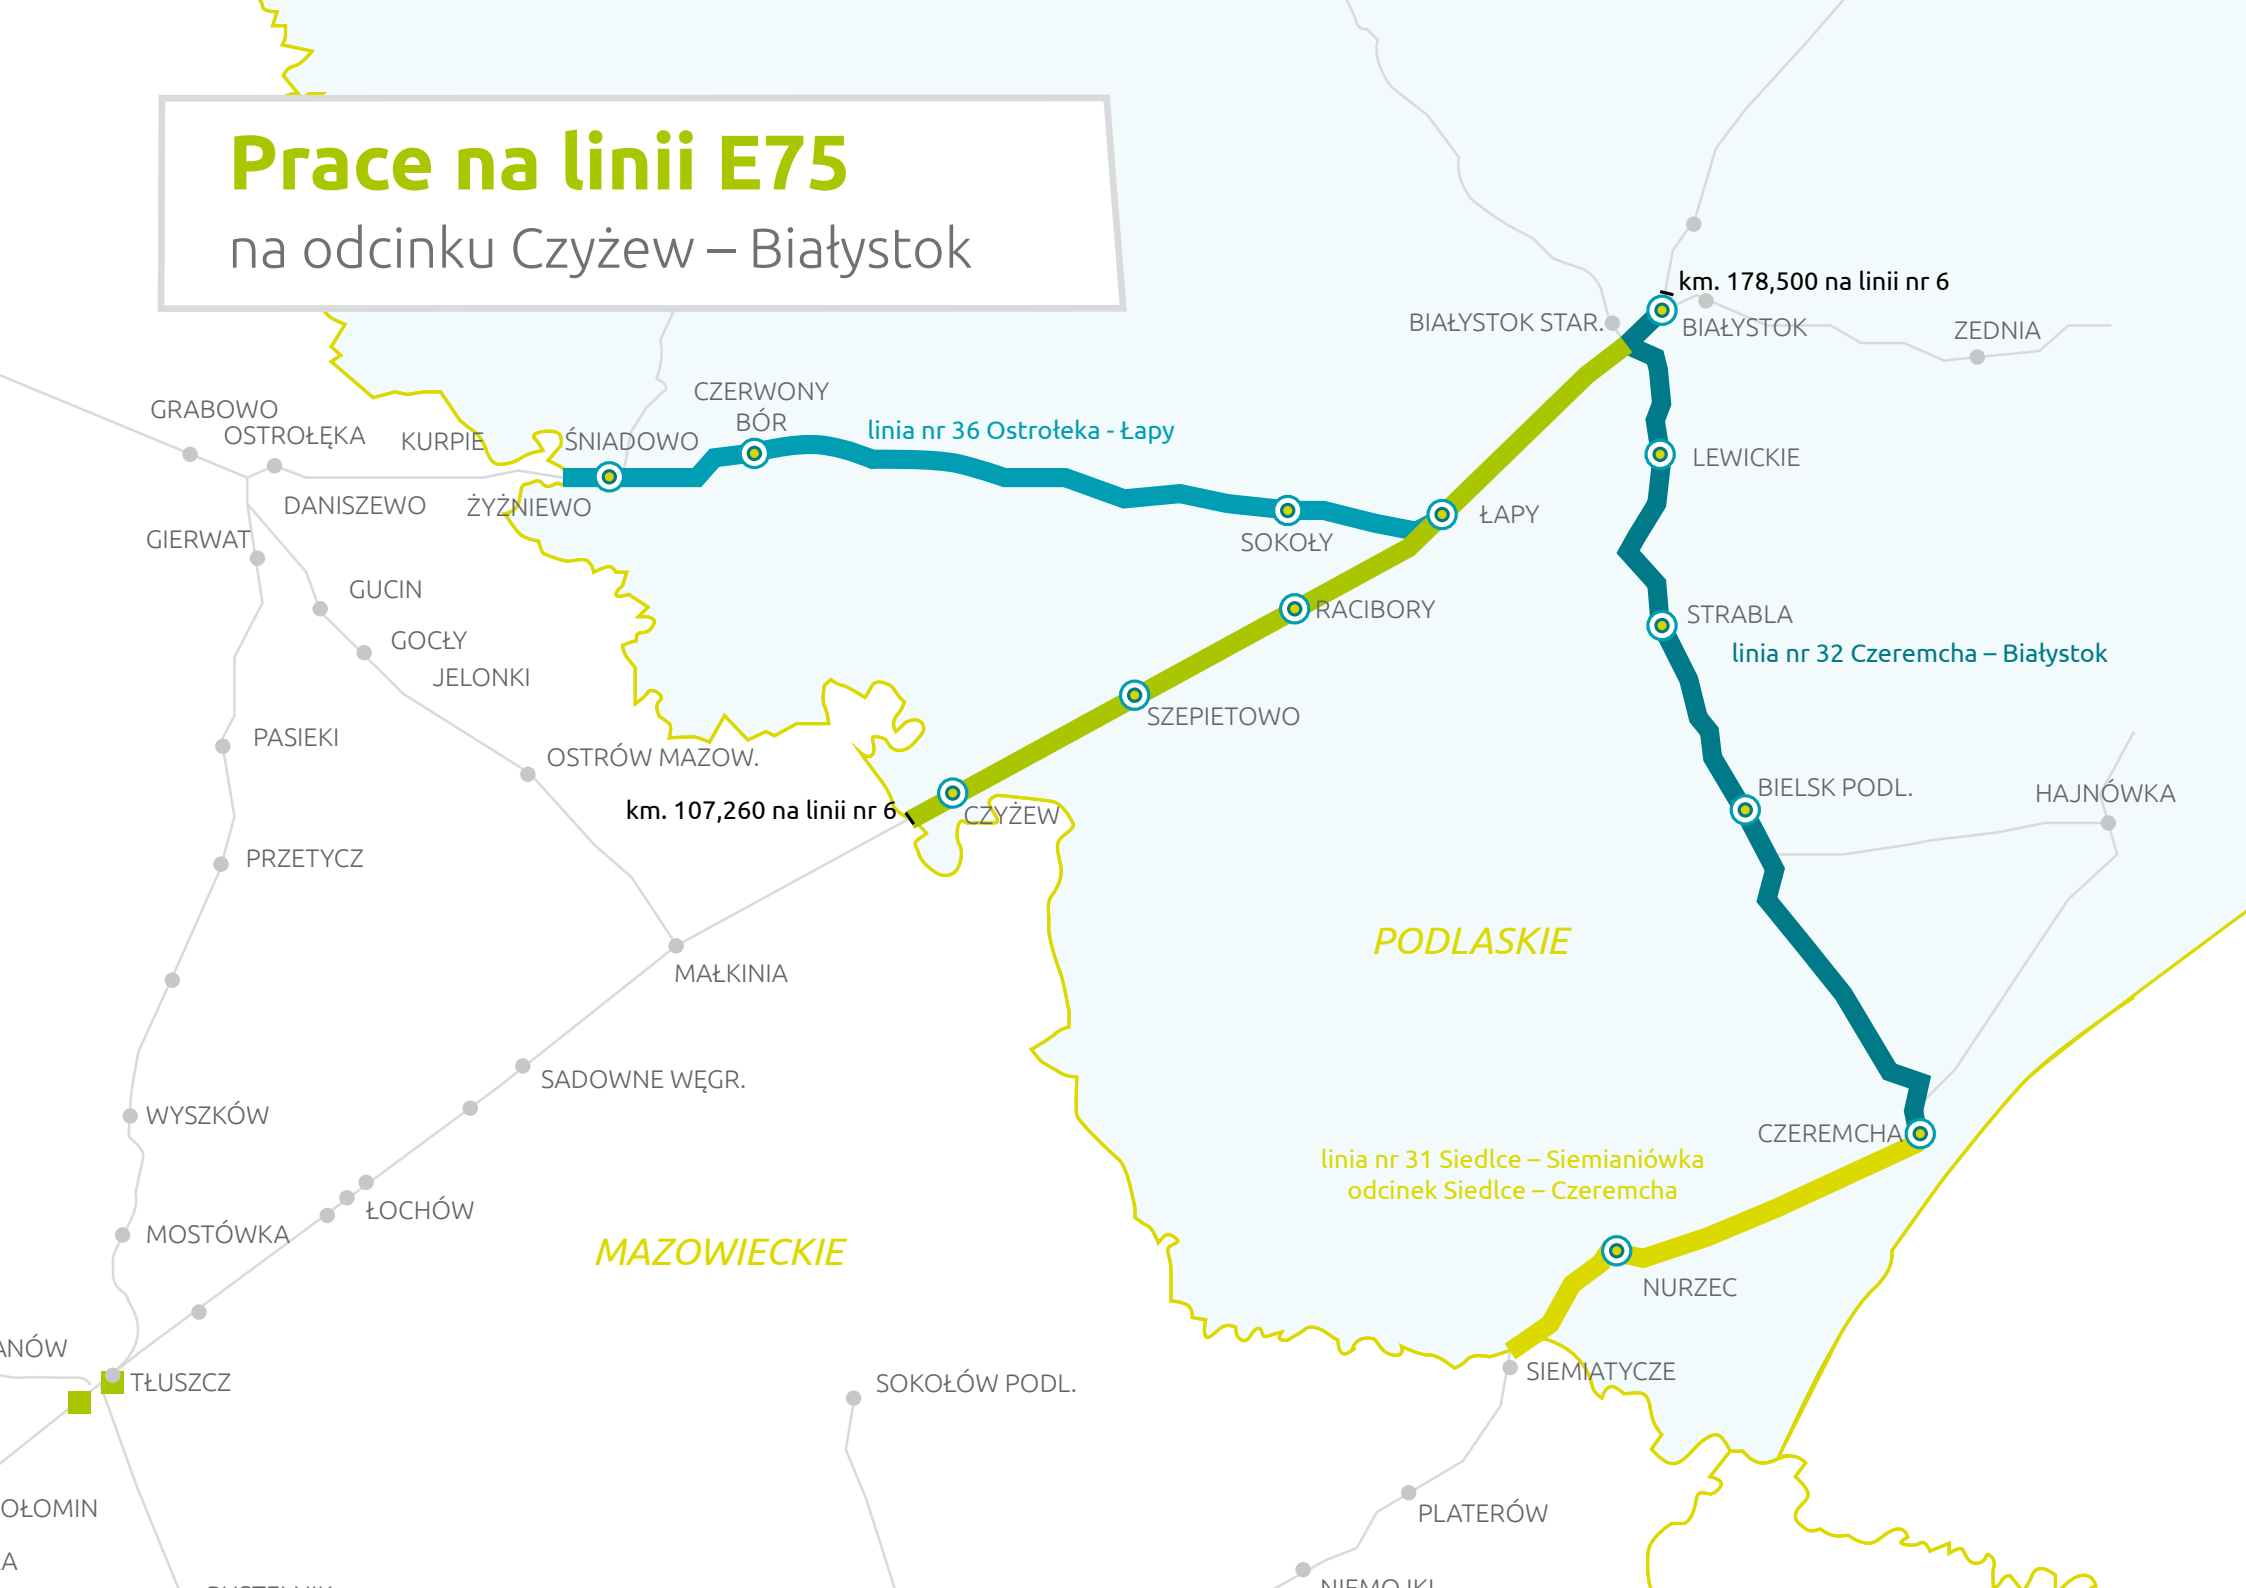 Prace na linii E75
na odcinku Czyżew – Białystok
km. 178,500 na linii nr 6
BIAŁYSTOK STAR.
BIAŁYSTOK
ZEDNIA
CZERWONY
BÓR
GRABOWO
OSTROŁĘKA
KURPIE
ŚNIADOWO
linia nr 36 Ostrołeka - Łapy
LEWICKIE
DANISZEWO
ŻYŻNIEWO
ŁAPY
GIERWAT
SOKOŁY
GUCIN
RACIBORY
STRABLA
GOCŁY
linia nr 32 Czeremcha – Białystok
JELONKI
SZEPIETOWO
PASIEKI
OSTRÓW MAZOW.
BIELSK PODL.
HAJNÓWKA
km. 107,260 na linii nr 6
CZYŻEW
PRZETYCZ
PODLASKIE
MAŁKINIA
SADOWNE WĘGR.
WYSZKÓW
CZEREMCHA
linia nr 31 Siedlce – Siemianiówka
odcinek Siedlce – Czeremcha
ŁOCHÓW
MOSTÓWKA
MAZOWIECKIE
NURZEC
ANÓW
TŁUSZCZ
SIEMIATYCZE
SOKOŁÓW PODL.
OŁOMIN
PLATERÓW
A